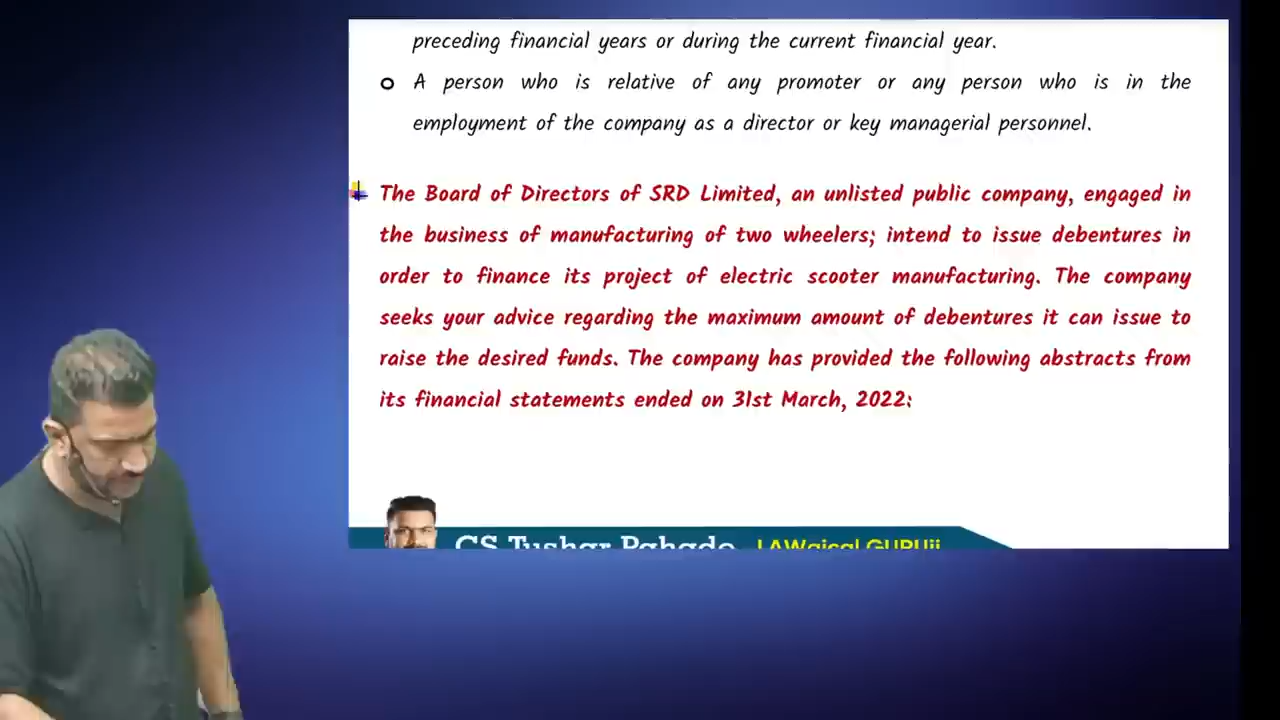 preceding financial years or during the current financial year.
o A person who is relative of any promoter or any person who is in the
employment of the company as a director or key managerial personnel.
The Board of Directors of SRD Limited, an unlisted public company, engaged in
the business of manufacturing of two wheelers; intend to issue debentures in
order to finance its project of electric scooter manufacturing. The company
seeks your advice regarding the maximum amount of debentures it can issue to
raise the desired funds. The company has provided the following abstracts from
its financial statements ended on 31st March, 2022:
CS Tushar Pahade LAWgical GURUji